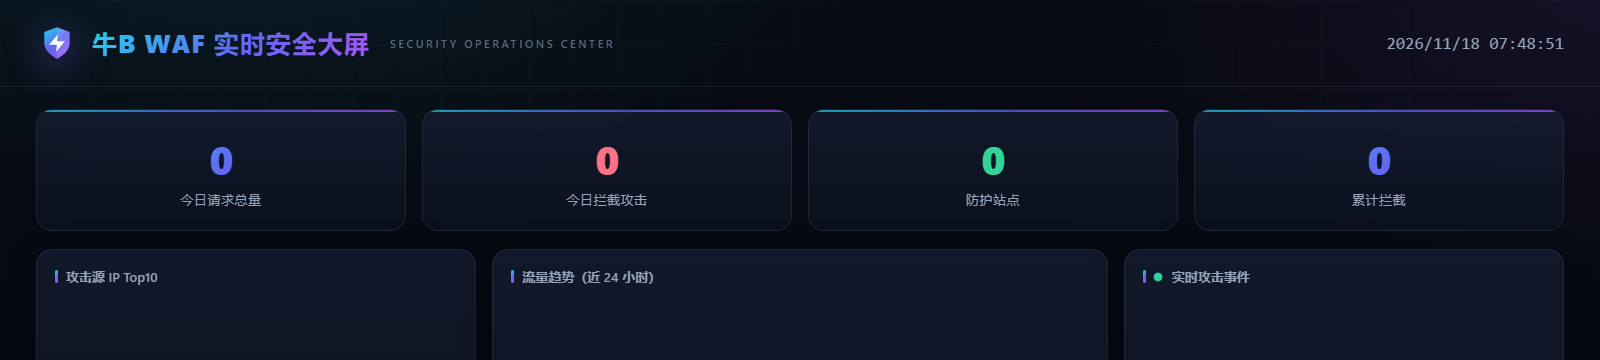 牛B WAF 实时安全大屏 SECURITY OPERATIONS CENTER 2026/11/18 07:48:51
0 0 0 0
今日请求总量 今日拦截攻击 防护站点 累计拦截
攻击源 IP Top10 流量趋势（近 24 小时） 实时攻击事件